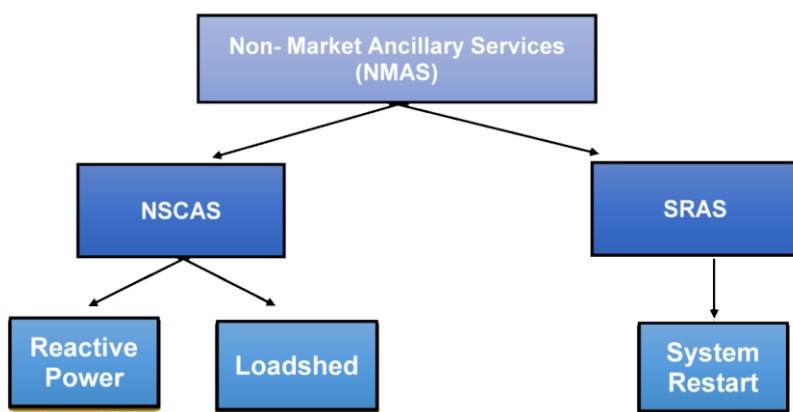 Non- Market Ancillary Services
(NMAS)
NSCAS
SRAS
Reactive
Power
Loadshed
System
Restart